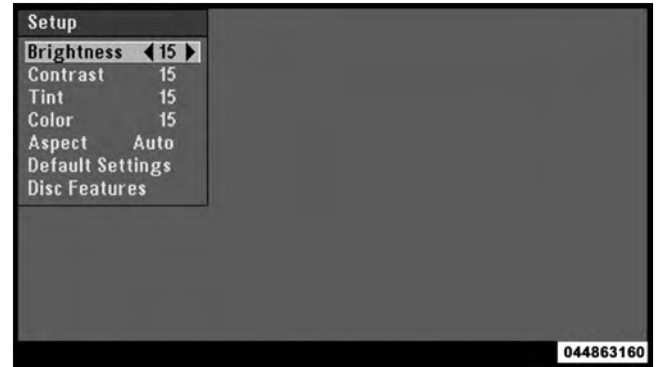 Setup
Brightness 15
Contrast 15
Tint 15
Color 15
Aspect Auto
Default Settings
Disc Features
044863160